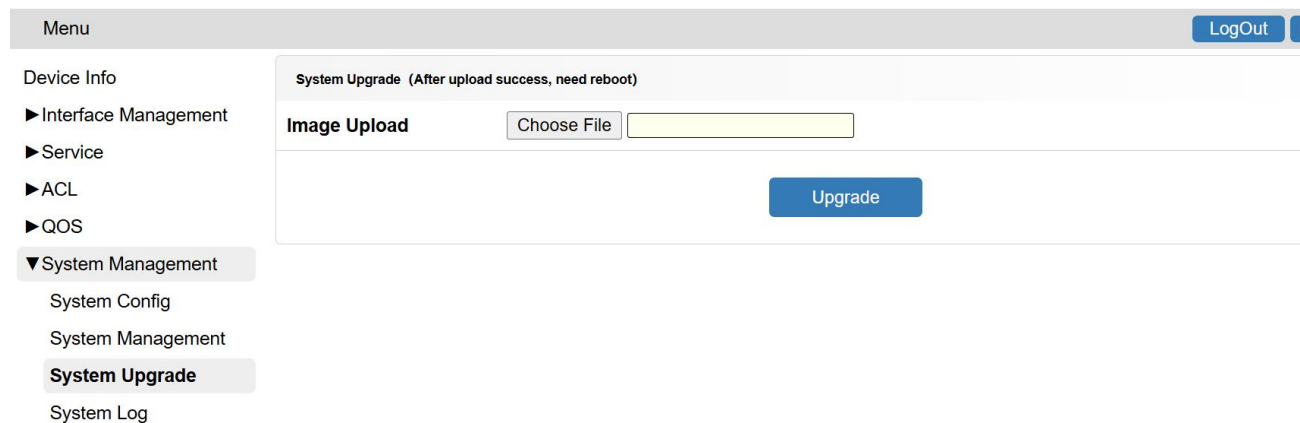 Menu
LogOut
Device Info
System Upgrade (After upload success, need reboot)
►Interface Management
Image Upload
Choose File
►Service
►ACL
Upgrade
►QOS
▼System Management
System Config
System Management
System Upgrade
System Log